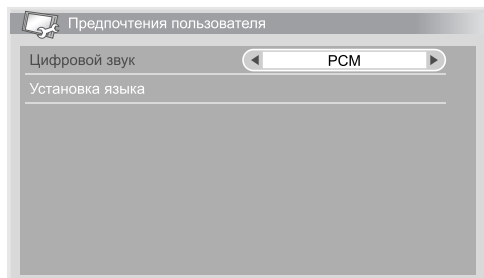 Предпочтения пользователя
Цифровой звук PCM
Установка языка